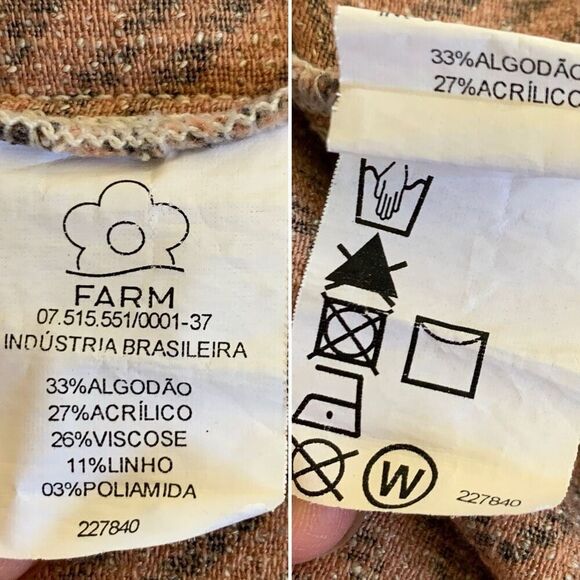 FARM
07.515.551/0001-37
INDÚSTRIA BRASILEIRA
33%ALGODÃO
27%ACRÍLICO
26%VISCOSE
11%LINHO
03%POLIAMIDA
227840
33%ALGODÃO
27%ACRÍLICO
W
227840